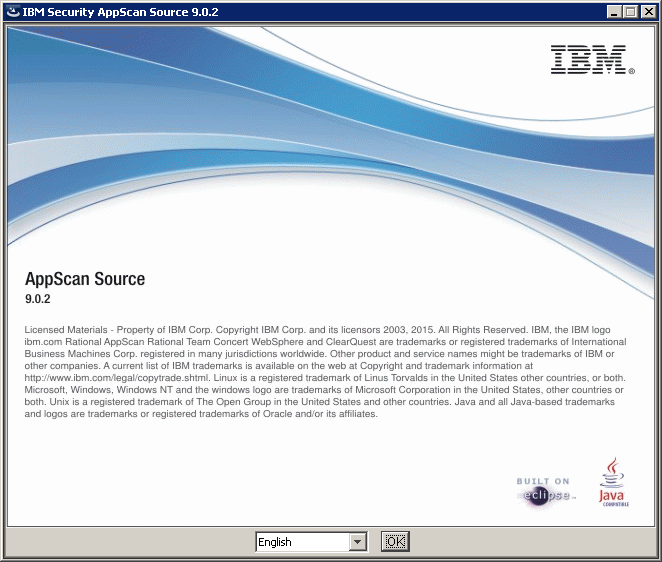 IBM Security AppScan Source 9.0.2
IBM®
AppScan Source
9.0.2
Licensed Materials - Property of IBM Corp. Copyright IBM Corp. and its licensors 2003, 2015. All Rights Reserved. IBM, the IBM logo
ibm.com Rational AppScan Rational Team Concert WebSphere and ClearQuest are trademarks or registered trademarks of International
Business Machines Corp. registered in many jurisdictions worldwide. Other product and service names might be trademarks of IBM or
other companies. A current list of IBM trademarks is available on the web at Copyright and trademark information at
http://www.ibm.com/legal/copytrade.shtml. Linux is a registered trademark of Linus Torvalds in the United States other countries, or both.
Microsoft, Windows, Windows NT and the windows logo are trademarks of Microsoft Corporation in the United States, other countries or
both. Unix is a registered trademark of The Open Group in the United States and other countries. Java and all Java-based trademarks
and logos are trademarks or registered trademarks of Oracle and/or its affiliates.
BUILT ON
eclipse™
Java
COMPATIBLE
English
OK